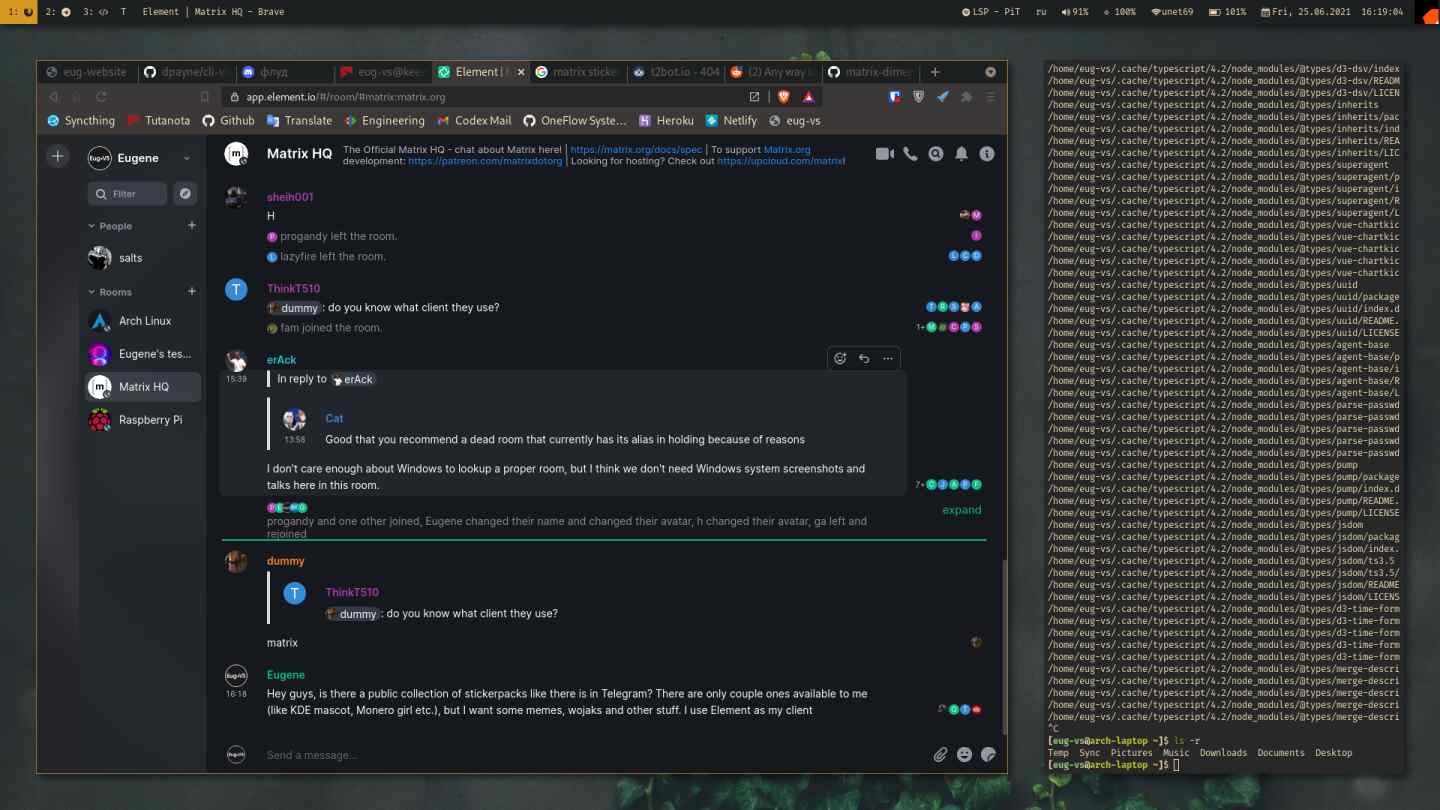 1:
2:
3: </>
T
Element | Matrix HQ - Brave
LSP - PiT
ru
91%
100%
unet69
101%
Fri, 25.06.2021
16:19:04
eug-website
dpayne/cli-vi
флуд
eug-vs@kee
Element |
matrix sticke
t2bot.io - 404
(2) Any way
matrix-dime
app.element.io/#/room/#matrix:matrix.org
Syncthing
Tutanota
Github
Translate
Engineering
Codex Mail
OneFlow Syste...
Heroku
Netlify
eug-vs
Eugene
Filter
People
salts
Rooms
Arch Linux
Eugene's tes...
Matrix HQ
Raspberry Pi
Matrix HQ
The Official Matrix HQ - chat about Matrix here! | https://matrix.org/docs/spec | To support Matrix.org
development: https://patreon.com/matrixdotorg | Looking for hosting? Check out https://upcloud.com/matrix!
sheih001
H
progandy left the room.
lazyfire left the room.
ThinkT510
dummy: do you know what client they use?
fam joined the room.
1+
erAck
15:39
In reply to erAck
Cat
13:58
Good that you recommend a dead room that currently has its alias in holding because of reasons
I don't care enough about Windows to lookup a proper room, but I think we don't need Windows system screenshots and
talks here in this room.
7+
progandy and one other joined, Eugene changed their name and changed their avatar, h changed their avatar, ga left and
rejoined
expand
dummy
ThinkT510
dummy: do you know what client they use?
matrix
Eugene
16:18
Hey guys, is there a public collection of stickerpacks like there is in Telegram? There are only couple ones available to me
(like KDE mascot, Monero girl etc.), but I want some memes, wojaks and other stuff. I use Element as my client
Send a message...
/home/eug-vs/.cache/typescript/4.2/node_modules/@types/d3-dsv/index
/home/eug-vs/.cache/typescript/4.2/node_modules/@types/d3-dsv/READM
/home/eug-vs/.cache/typescript/4.2/node_modules/@types/d3-dsv/LICEN
/home/eug-vs/.cache/typescript/4.2/node_modules/@types/inherits
/home/eug-vs/.cache/typescript/4.2/node_modules/@types/inherits/pac
/home/eug-vs/.cache/typescript/4.2/node_modules/@types/inherits/ind
/home/eug-vs/.cache/typescript/4.2/node_modules/@types/inherits/REA
/home/eug-vs/.cache/typescript/4.2/node_modules/@types/inherits/LIC
/home/eug-vs/.cache/typescript/4.2/node_modules/@types/superagent
/home/eug-vs/.cache/typescript/4.2/node_modules/@types/superagent/p
/home/eug-vs/.cache/typescript/4.2/node_modules/@types/superagent/i
/home/eug-vs/.cache/typescript/4.2/node_modules/@types/superagent/R
/home/eug-vs/.cache/typescript/4.2/node_modules/@types/superagent/L
/home/eug-vs/.cache/typescript/4.2/node_modules/@types/vue-chartkic
/home/eug-vs/.cache/typescript/4.2/node_modules/@types/vue-chartkic
/home/eug-vs/.cache/typescript/4.2/node_modules/@types/vue-chartkic
/home/eug-vs/.cache/typescript/4.2/node_modules/@types/vue-chartkic
/home/eug-vs/.cache/typescript/4.2/node_modules/@types/vue-chartkic
/home/eug-vs/.cache/typescript/4.2/node_modules/@types/uuid
/home/eug-vs/.cache/typescript/4.2/node_modules/@types/uuid/package
/home/eug-vs/.cache/typescript/4.2/node_modules/@types/uuid/index.d
/home/eug-vs/.cache/typescript/4.2/node_modules/@types/uuid/README.
/home/eug-vs/.cache/typescript/4.2/node_modules/@types/uuid/LICENSE
/home/eug-vs/.cache/typescript/4.2/node_modules/@types/agent-base
/home/eug-vs/.cache/typescript/4.2/node_modules/@types/agent-base/p
/home/eug-vs/.cache/typescript/4.2/node_modules/@types/agent-base/i
/home/eug-vs/.cache/typescript/4.2/node_modules/@types/agent-base/R
/home/eug-vs/.cache/typescript/4.2/node_modules/@types/agent-base/L
/home/eug-vs/.cache/typescript/4.2/node_modules/@types/parse-passwd
/home/eug-vs/.cache/typescript/4.2/node_modules/@types/parse-passwd
/home/eug-vs/.cache/typescript/4.2/node_modules/@types/parse-passwd
/home/eug-vs/.cache/typescript/4.2/node_modules/@types/parse-passwd
/home/eug-vs/.cache/typescript/4.2/node_modules/@types/parse-passwd
/home/eug-vs/.cache/typescript/4.2/node_modules/@types/pump
/home/eug-vs/.cache/typescript/4.2/node_modules/@types/pump/package
/home/eug-vs/.cache/typescript/4.2/node_modules/@types/pump/index.d
/home/eug-vs/.cache/typescript/4.2/node_modules/@types/pump/README.
/home/eug-vs/.cache/typescript/4.2/node_modules/@types/pump/LICENSE
/home/eug-vs/.cache/typescript/4.2/node_modules/@types/jsdom
/home/eug-vs/.cache/typescript/4.2/node_modules/@types/jsdom/packag
/home/eug-vs/.cache/typescript/4.2/node_modules/@types/jsdom/index.
/home/eug-vs/.cache/typescript/4.2/node_modules/@types/jsdom/ts3.5
/home/eug-vs/.cache/typescript/4.2/node_modules/@types/jsdom/ts3.5/
/home/eug-vs/.cache/typescript/4.2/node_modules/@types/jsdom/README
/home/eug-vs/.cache/typescript/4.2/node_modules/@types/jsdom/LICENS
/home/eug-vs/.cache/typescript/4.2/node_modules/@types/d3-time-form
/home/eug-vs/.cache/typescript/4.2/node_modules/@types/d3-time-form
/home/eug-vs/.cache/typescript/4.2/node_modules/@types/d3-time-form
/home/eug-vs/.cache/typescript/4.2/node_modules/@types/d3-time-form
/home/eug-vs/.cache/typescript/4.2/node_modules/@types/d3-time-form
/home/eug-vs/.cache/typescript/4.2/node_modules/@types/merge-descri
/home/eug-vs/.cache/typescript/4.2/node_modules/@types/merge-descri
/home/eug-vs/.cache/typescript/4.2/node_modules/@types/merge-descri
/home/eug-vs/.cache/typescript/4.2/node_modules/@types/merge-descri
/home/eug-vs/.cache/typescript/4.2/node_modules/@types/merge-descri
^C
[eug-vs@arch-laptop ~]$ ls -r
Temp Sync Pictures Music Downloads Documents Desktop
[eug-vs@arch-laptop ~]$